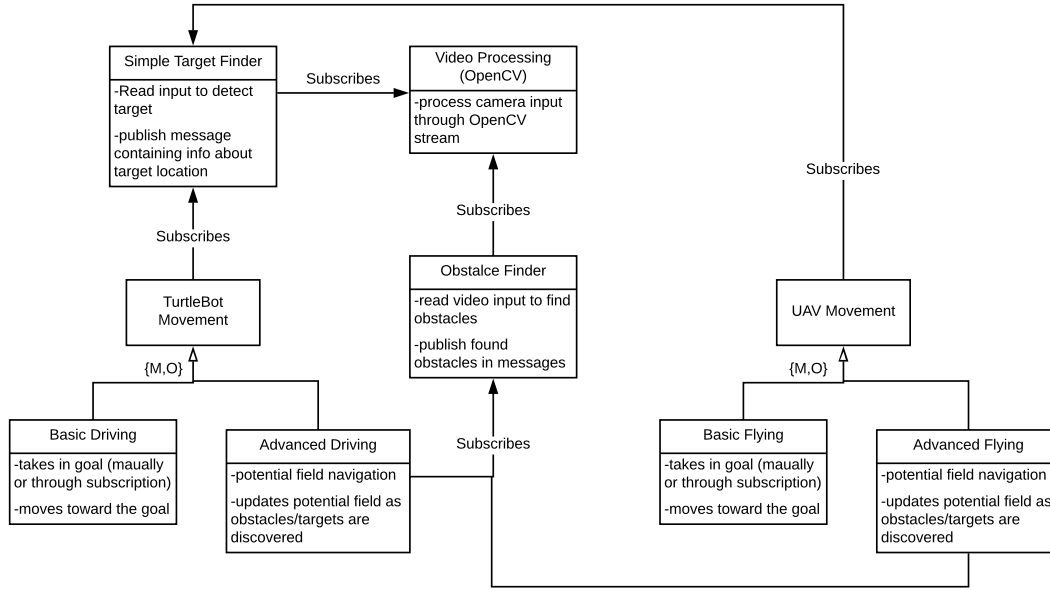 Simple Target Finder
-Read input to detect
target
-publish message
containing info about
target location
Subscribes
Video Processing
(OpenCV)
-process camera input
through OpenCV
stream
Subscribes
Subscribes
Subscribes
Obstalce Finder
-read video input to find
obstacles
-publish found
obstacles in messages
TurtleBot
Movement
UAV Movement
{M,O}
{M,O}
Basic Driving
-takes in goal (maually
or through subscription)
-moves toward the goal
Advanced Driving
-potential field navigation
-updates potential field as
obstacles/targets are
discovered
Subscribes
Basic Flying
-takes in goal (maually
or through subscription)
-moves toward the goal
Advanced Flying
-potential field navigation
-updates potential field as
obstacles/targets are
discovered